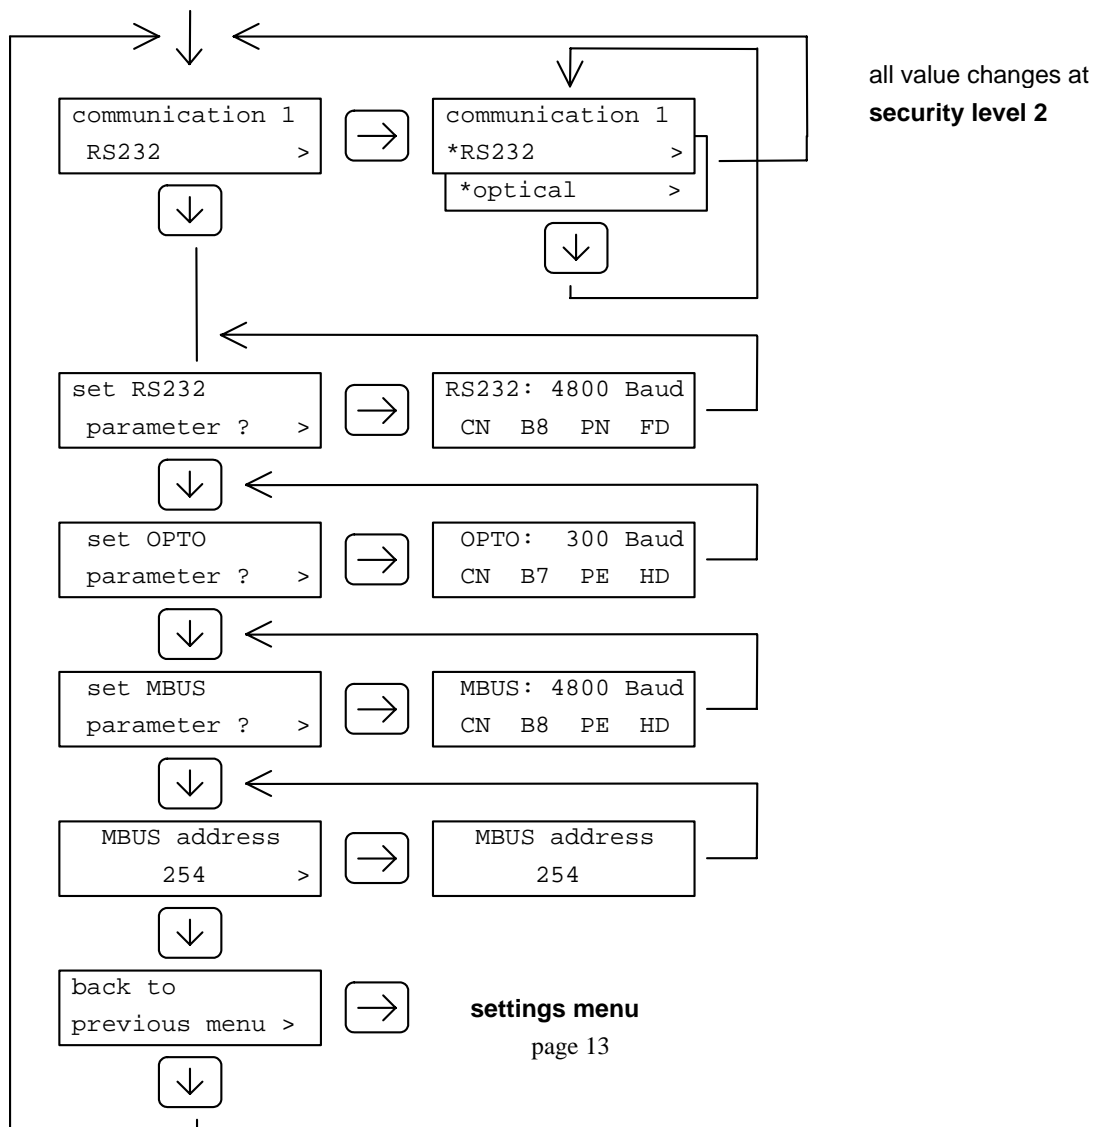 all value changes at
security level 2
communication 1
RS232 >
communication 1
*RS232 >
*optical >
set RS232
parameter ? >
RS232: 4800 Baud
CN B8 PN FD
set OPTO
parameter ? >
OPTO: 300 Baud
CN B7 PE HD
set MBUS
parameter ? >
MBUS: 4800 Baud
CN B8 PE HD
MBUS address
254 >
MBUS address
254
back to
previous menu >
settings menu
page 13